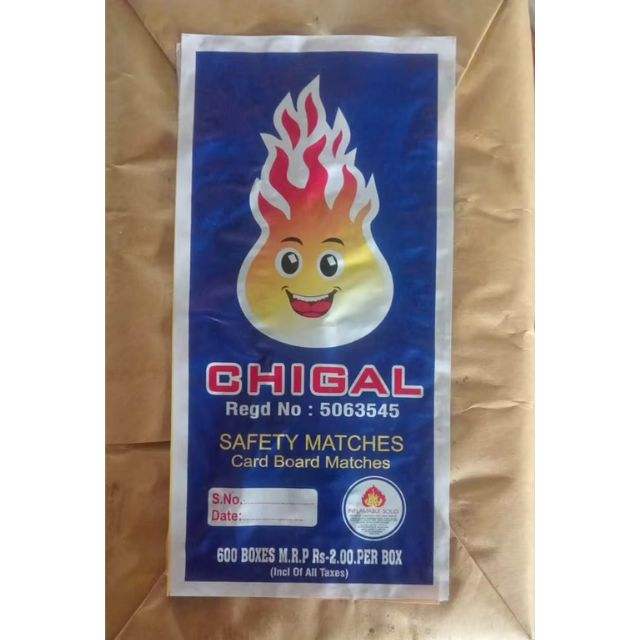 CHIGAL
Regd No : 5063545
SAFETY MATCHES
Card Board Matches
S.No.
Date:
INFLAMABLE SOLID
600 BOXES M.R.P Rs-2.00.PER BOX
(Incl Of All Taxes)